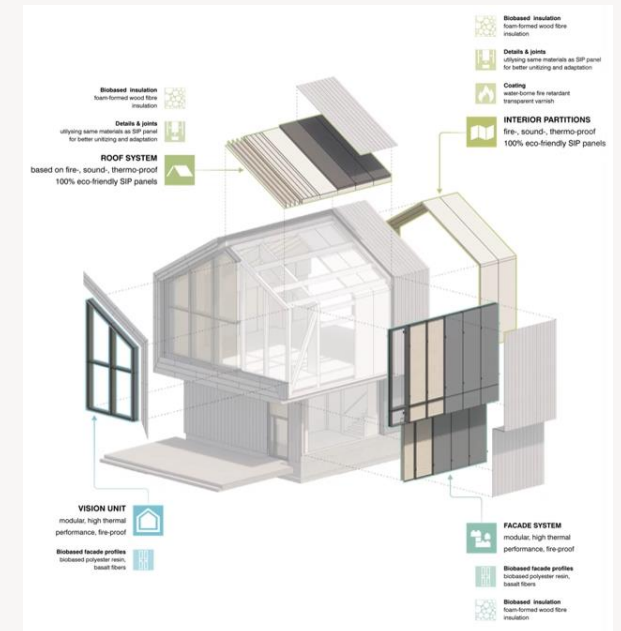 Biobased insulation
foam-formed wood fibre
insulation
Details & joints
utilysing same materials as SIP panel
for better unitizing and adaptation
ROOF SYSTEM
based on fire-, sound-, thermo-proof
100% eco-friendly SIP panels
Biobased insulation
foam-formed wood fibre
insulation
Details & joints
utilysing same materials as SIP panel
for better unitizing and adaptation
Coating
water-borne fire retardant
transparent varnish
INTERIOR PARTITIONS
fire-, sound-, thermo-proof
100% eco-friendly SIP panels
VISION UNIT
modular, high thermal
performance, fire-proof
Biobased facade profiles
biobased polyester resin,
basalt fibers
FACADE SYSTEM
modular, high thermal
performance, fire-proof
Biobased facade profiles
biobased polyester resin,
basalt fibers
Biobased insulation
foam-formed wood fibre
insulation